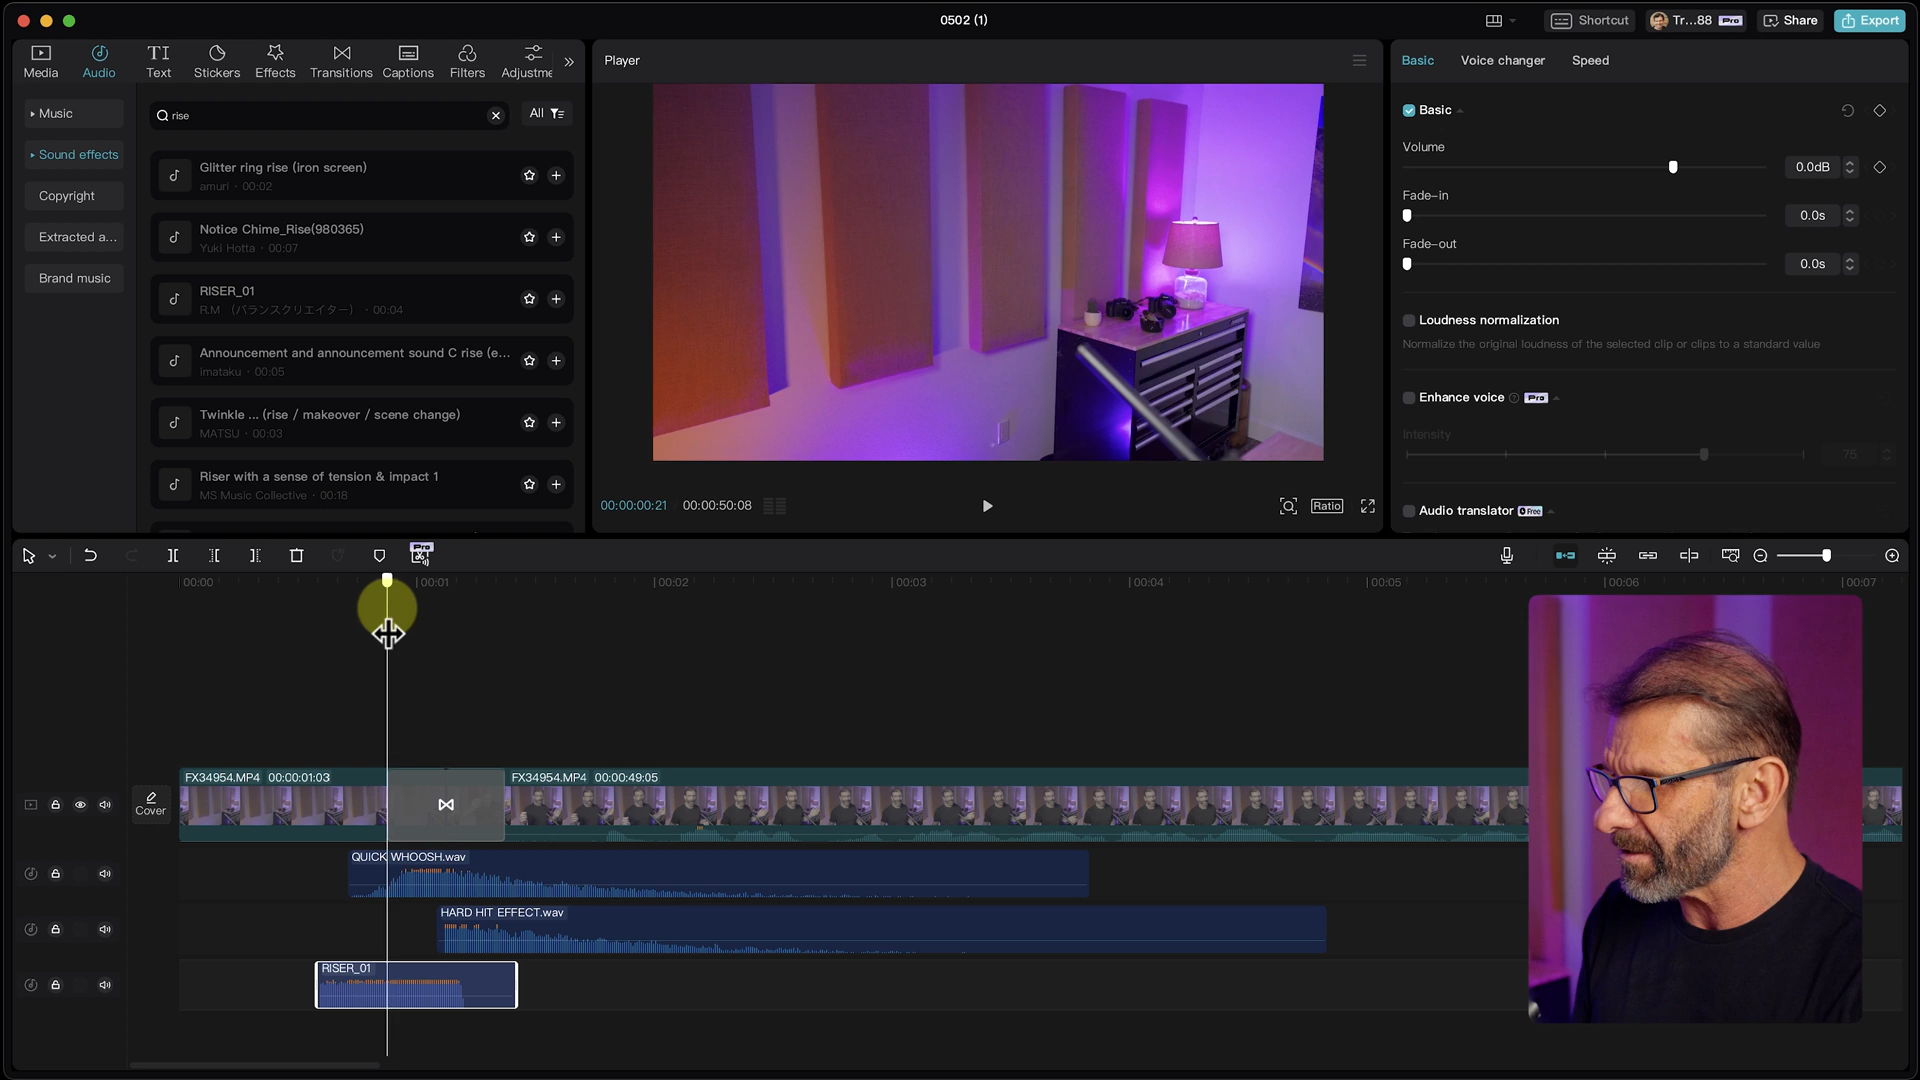 0502 (1)
Shortcut
Tr...88 Pro
Share
Export
Media
Audio
Text
Stickers
Effects
Transitions
Captions
Filters
Adjustme
Music
Sound effects
Copyright
Extracted a...
Brand music
rise
All
Glitter ring rise (iron screen)
amuri · 00:02
Notice Chime_Rise(980365)
Yuki Hotta · 00:07
RISER_01
R.M （バランスクリエイター） · 00:04
Announcement and announcement sound C rise (e...
Imataku · 00:05
Twinkle ... (rise / makeover / scene change)
MATSU · 00:03
Riser with a sense of tension & impact 1
MS Music Collective · 00:18
Player
00:00:00:21 00:00:50:08
Ratio
Basic
Voice changer
Speed
Basic
Volume
0.0dB
Fade-in
0.0s
Fade-out
0.0s
Loudness normalization
Normalize the original loudness of the selected clip or clips to a standard value
Enhance voice Pro
Intensity
75
Audio translator Free
Pro
00:00
00:01
00:02
00:03
00:04
00:05
00:06
00:07
Cover
FX34954.MP4 00:00:01:03
FX34954.MP4 00:00:49:05
QUICK WHOOSH.wav
HARD HIT EFFECT.wav
RISER_01